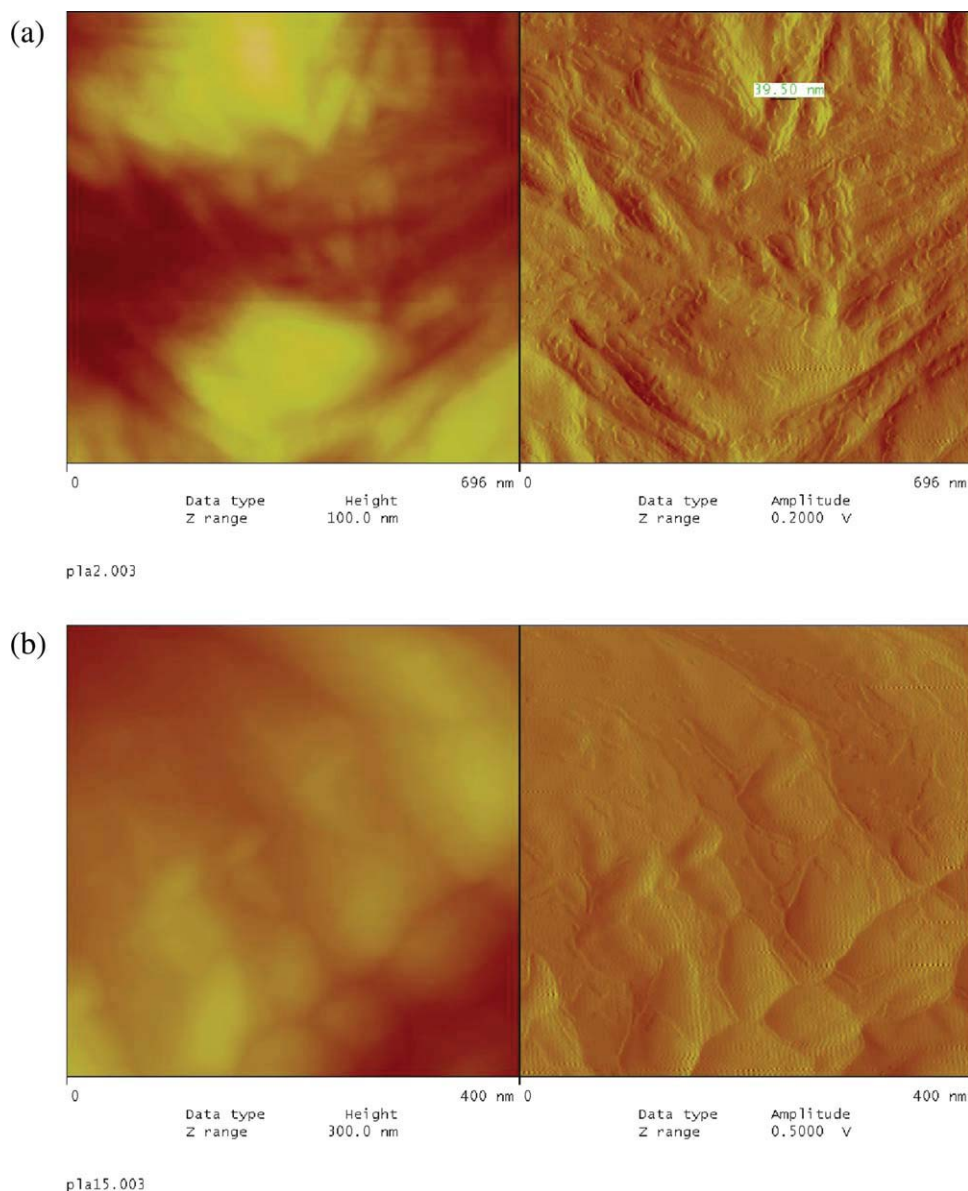 (a)
39.50 nm
0 696 nm 0 696 nm
Data type Height Data type Amplitude
Z range 100.0 nm Z range 0.2000 V
pla2.003
(b)
0 400 nm 0 400 nm
Data type Height Data type Amplitude
Z range 300.0 nm Z range 0.5000 V
pla15.003